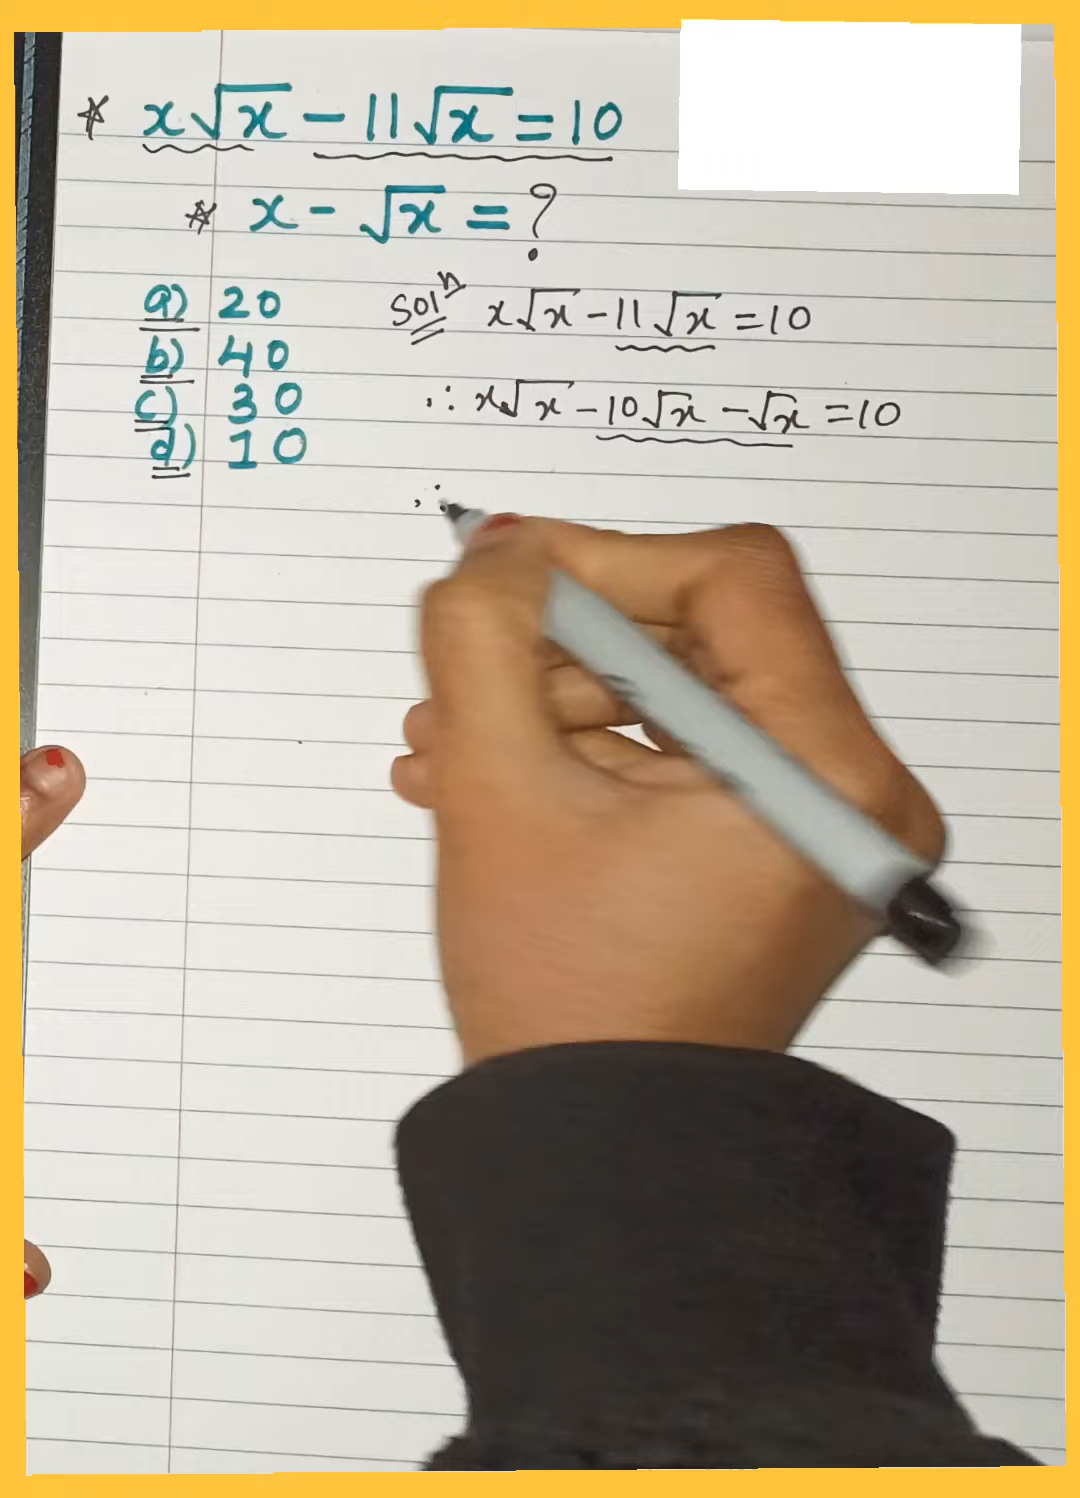 * x√x - 11√x = 10
* x - √x = ?
a) 20
b) 40
c) 30
d) 10
Solⁿ x√x - 11√x = 10
∴ x√x - 10√x - √x = 10
∴